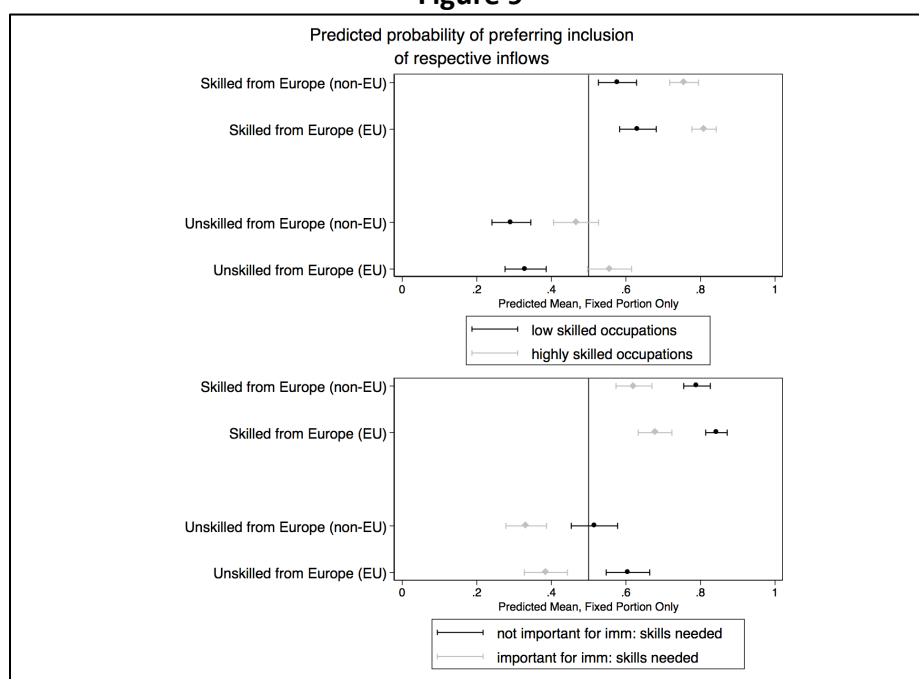 Predicted probability of preferring inclusion
of respective inflows
Skilled from Europe (non-EU)
Skilled from Europe (EU)
Unskilled from Europe (non-EU)
Unskilled from Europe (EU)
0 .2 .4 .6 .8 1
Predicted Mean, Fixed Portion Only
low skilled occupations
highly skilled occupations
Skilled from Europe (non-EU)
Skilled from Europe (EU)
Unskilled from Europe (non-EU)
Unskilled from Europe (EU)
0 .2 .4 .6 .8 1
Predicted Mean, Fixed Portion Only
not important for imm: skills needed
important for imm: skills needed